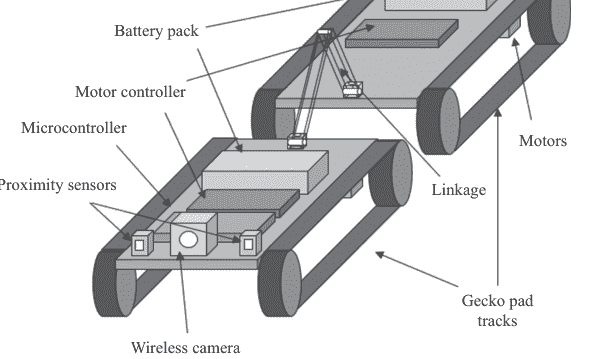 Battery pack
Motor controller
Microcontroller
Proximity sensors
Motors
Linkage
Gecko pad
tracks
Wireless camera